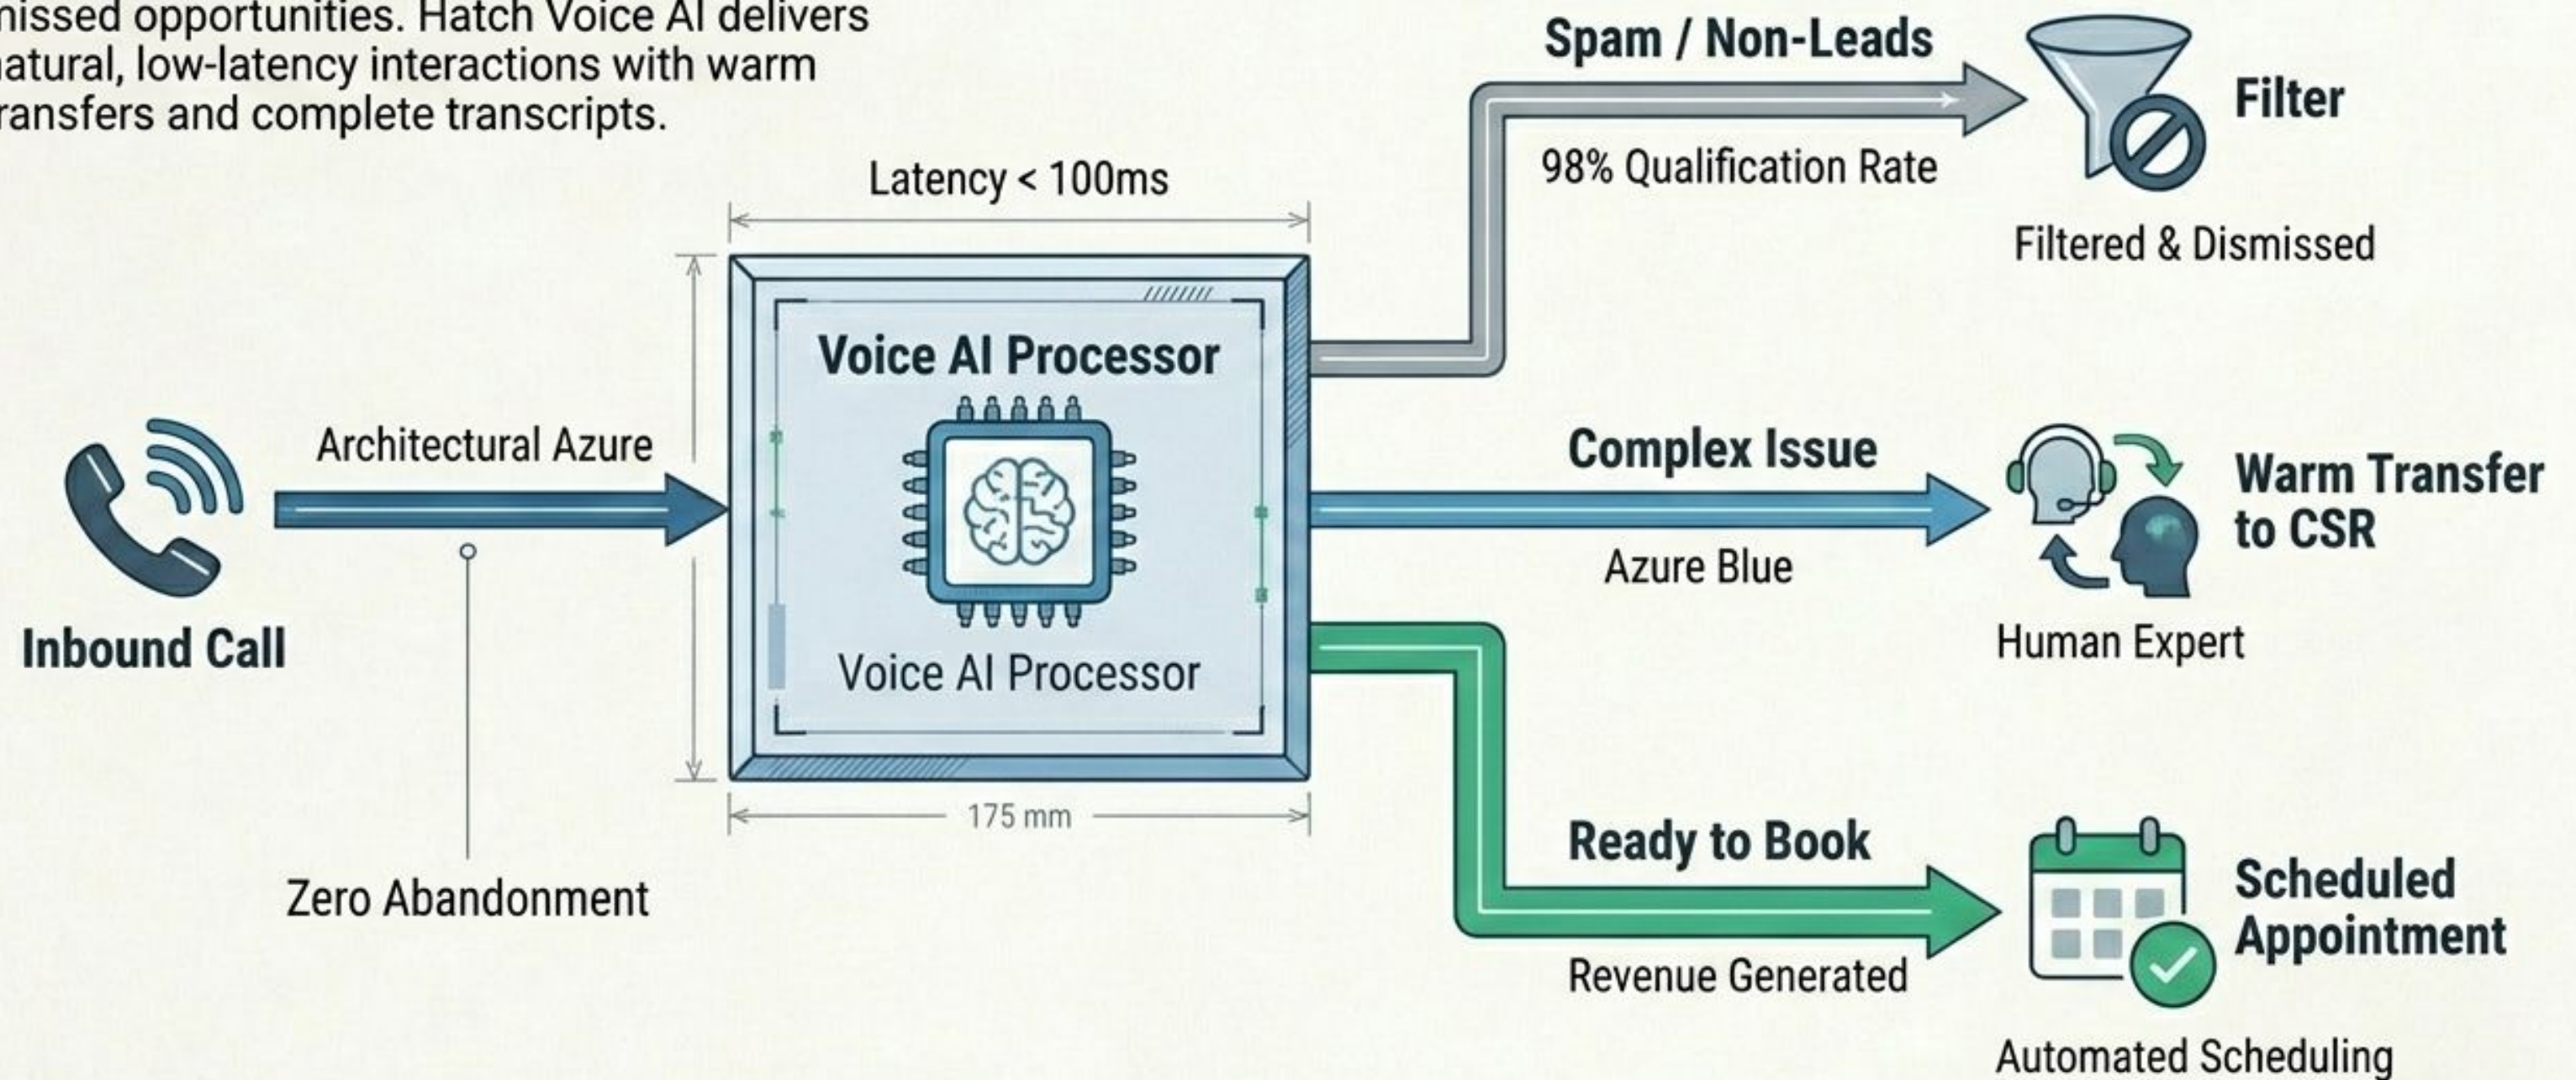 missed opportunities. Hatch Voice AI delivers
natural, low-latency interactions with warm
transfers and complete transcripts.
Latency < 100ms
Architectural Azure
Inbound Call
Zero Abandonment
Voice AI Processor
Voice AI Processor
175 mm
Spam / Non-Leads
98% Qualification Rate
Filter
Filtered & Dismissed
Complex Issue
Azure Blue
Warm Transfer
to CSR
Human Expert
Ready to Book
Revenue Generated
Scheduled
Appointment
Automated Scheduling